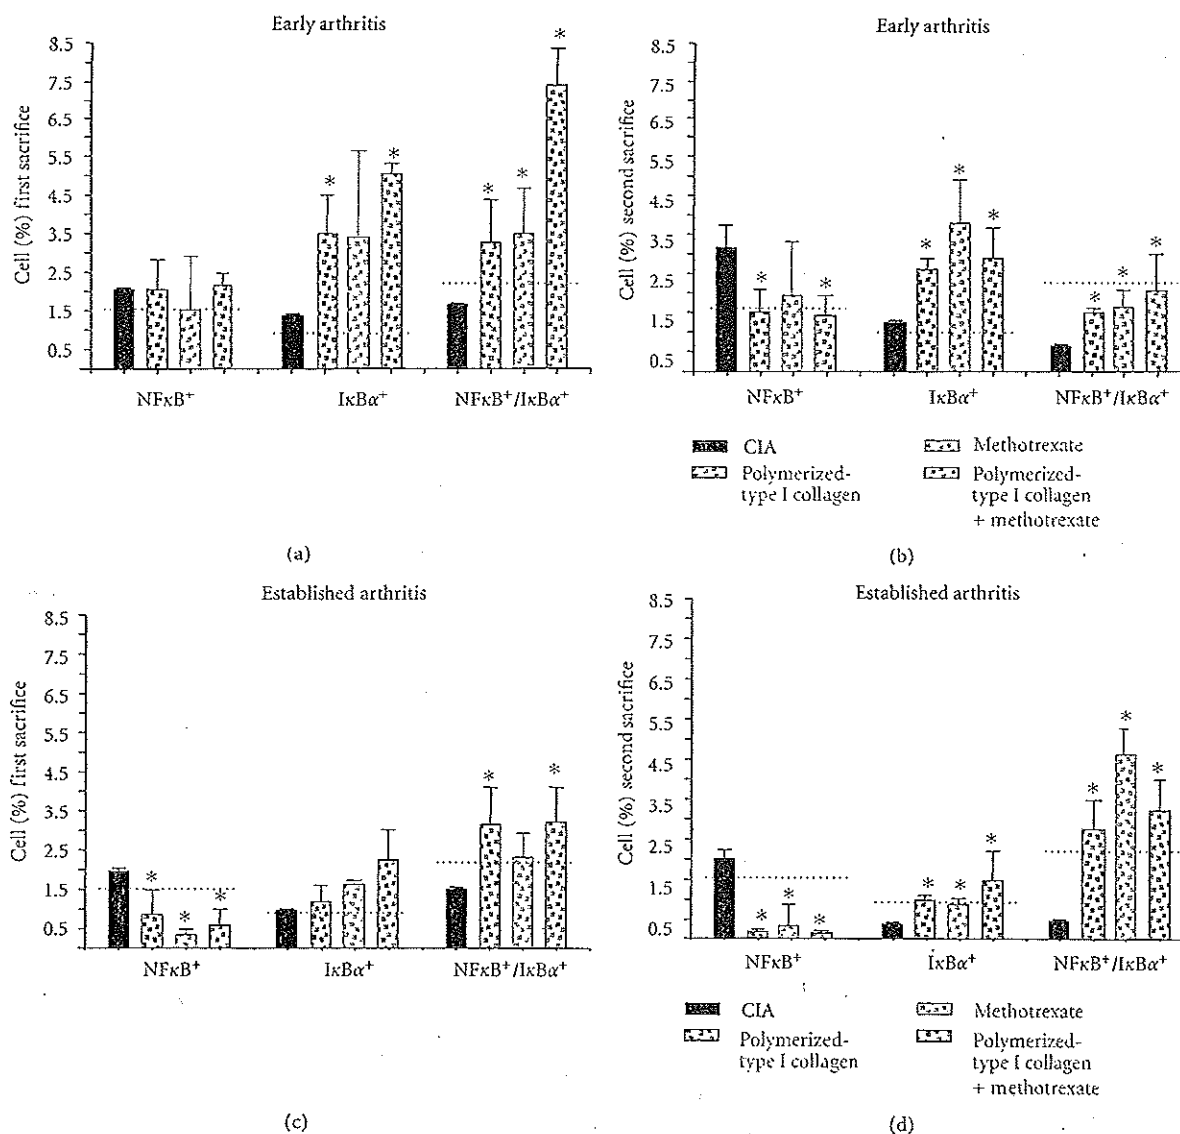 Early arthritis
8.5
7.5
6.5
5.5
4.5
3.5
2.5
1.5
0.5
Cell (%) first sacrifice
* * * * *
NFκB⁺ IκBα⁺ NFκB⁺/IκBα⁺
(a)
Early arthritis
8.5
7.5
6.5
5.5
4.5
3.5
2.5
1.5
0.5
Cell (%) second sacrifice
* * * * * * * *
NFκB⁺ IκBα⁺ NFκB⁺/IκBα⁺
CIA
Polymerized-
type I collagen
Methotrexate
Polymerized-
type I collagen
+ methotrexate
(b)
Established arthritis
8.5
7.5
6.5
5.5
4.5
3.5
2.5
1.5
0.5
Cell (%) first sacrifice
* * * * *
NFκB⁺ IκBα⁺ NFκB⁺/IκBα⁺
(c)
Established arthritis
8.5
7.5
6.5
5.5
4.5
3.5
2.5
1.5
0.5
Cell (%) second sacrifice
* * * * * * * * *
NFκB⁺ IκBα⁺ NFκB⁺/IκBα⁺
CIA
Polymerized-
type I collagen
Methotrexate
Polymerized-
type I collagen
+ methotrexate
(d)